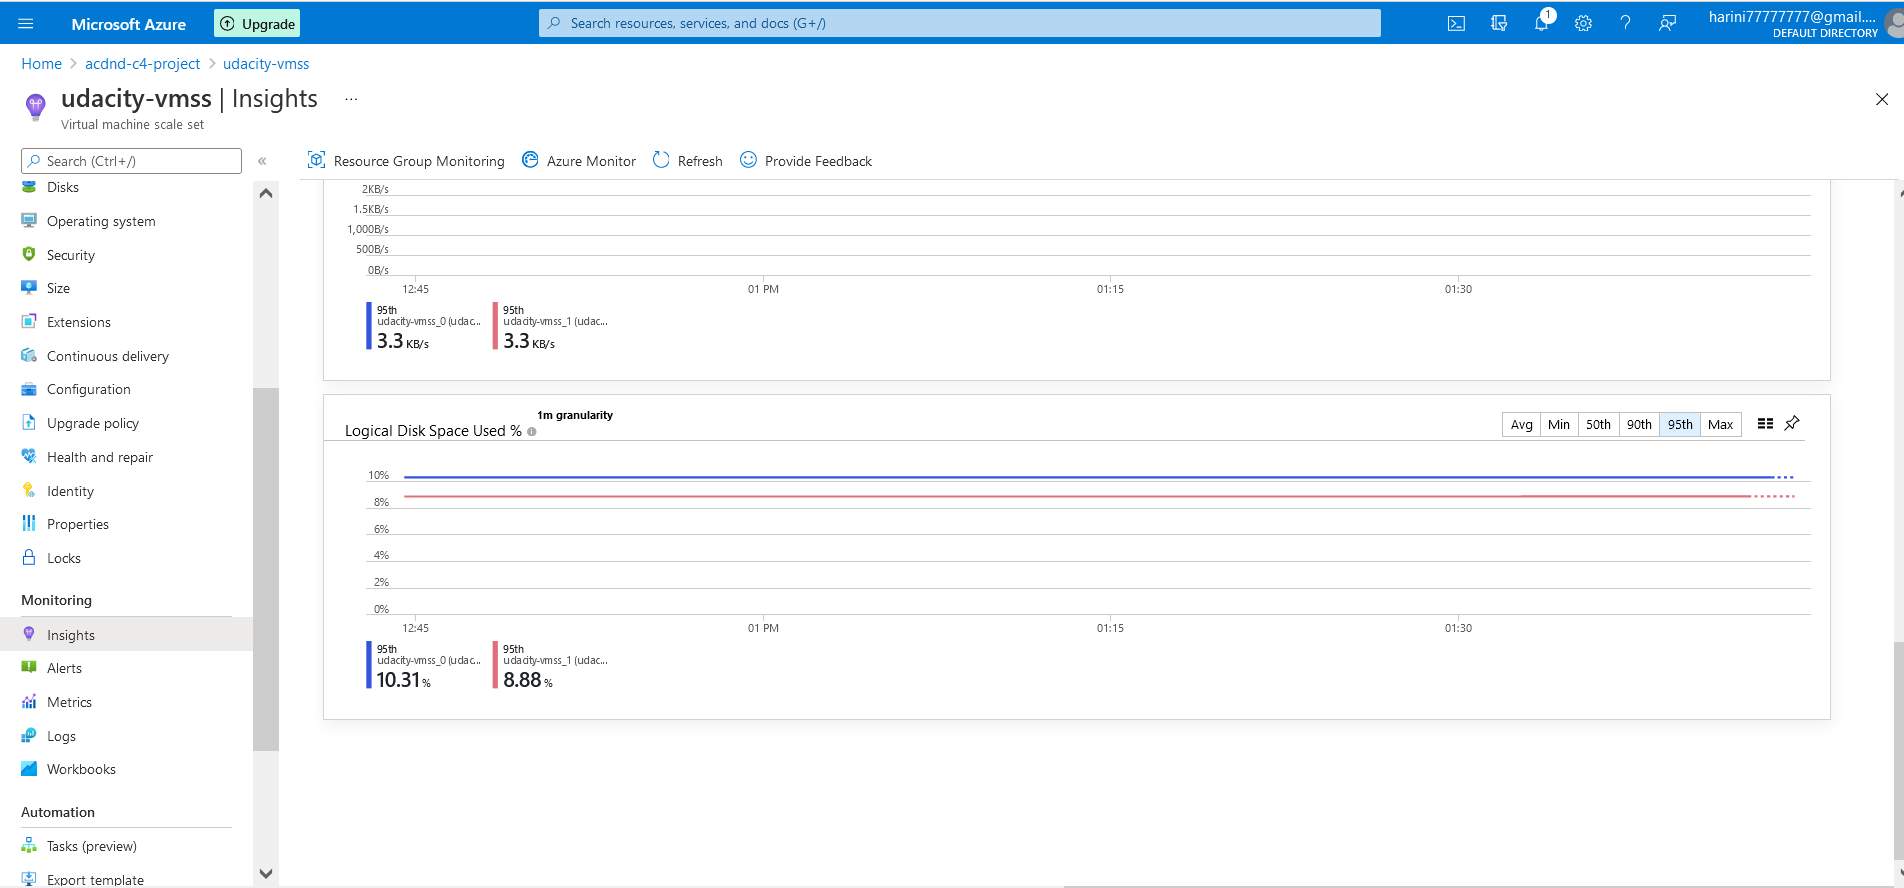 Microsoft Azure
Upgrade
Search resources, services, and docs (G+/)
1
harini77777777@gmail....
DEFAULT DIRECTORY
Home > acdnd-c4-project > udacity-vmss
udacity-vmss | Insights ...
Virtual machine scale set
Search (Ctrl+/)
«
Disks
Operating system
Security
Size
Extensions
Continuous delivery
Configuration
Upgrade policy
Health and repair
Identity
Properties
Locks
Monitoring
Insights
Alerts
Metrics
Logs
Workbooks
Automation
Tasks (preview)
Export template
Resource Group Monitoring
Azure Monitor
Refresh
Provide Feedback
2KB/s
1.5KB/s
1,000B/s
500B/s
0B/s
12:45 01 PM 01:15 01:30
95th
udacity-vmss_0 (udac...
3.3 KB/s
95th
udacity-vmss_1 (udac...
3.3 KB/s
1m granularity
Logical Disk Space Used %
Avg Min 50th 90th 95th Max
10%
8%
6%
4%
2%
0%
12:45 01 PM 01:15 01:30
95th
udacity-vmss_0 (udac...
10.31 %
95th
udacity-vmss_1 (udac...
8.88 %